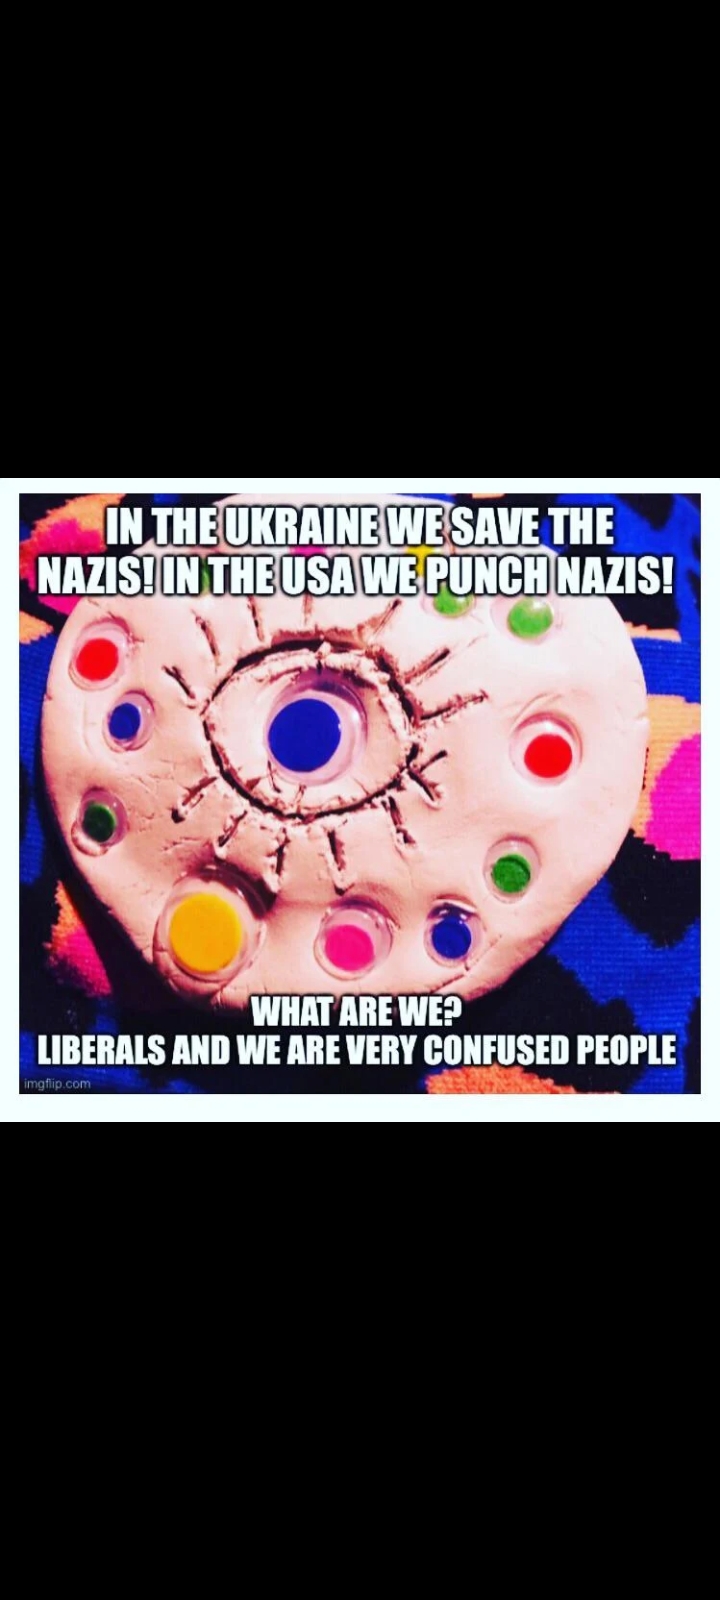 IN THE UKRAINE WE SAVE THE
NAZIS! IN THE USA WE PUNCH NAZIS!
WHAT ARE WE?
LIBERALS AND WE ARE VERY CONFUSED PEOPLE
imgflip.com